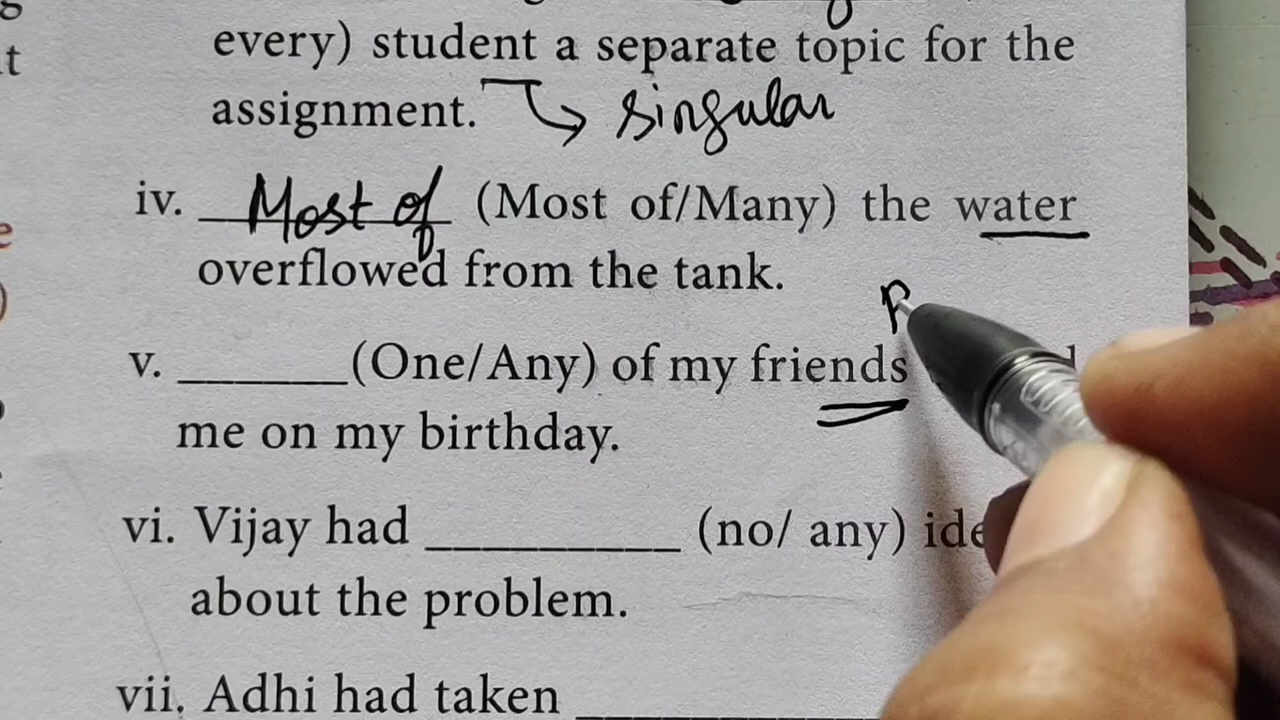 every) student a separate topic for the
assignment. singular
iv. Most of (Most of/Many) the water
overflowed from the tank.
v. _______(One/Any) of my friends
me on my birthday.
vi. Vijay had _________ (no/ any)
about the problem.
vii. Adhi had taken _________